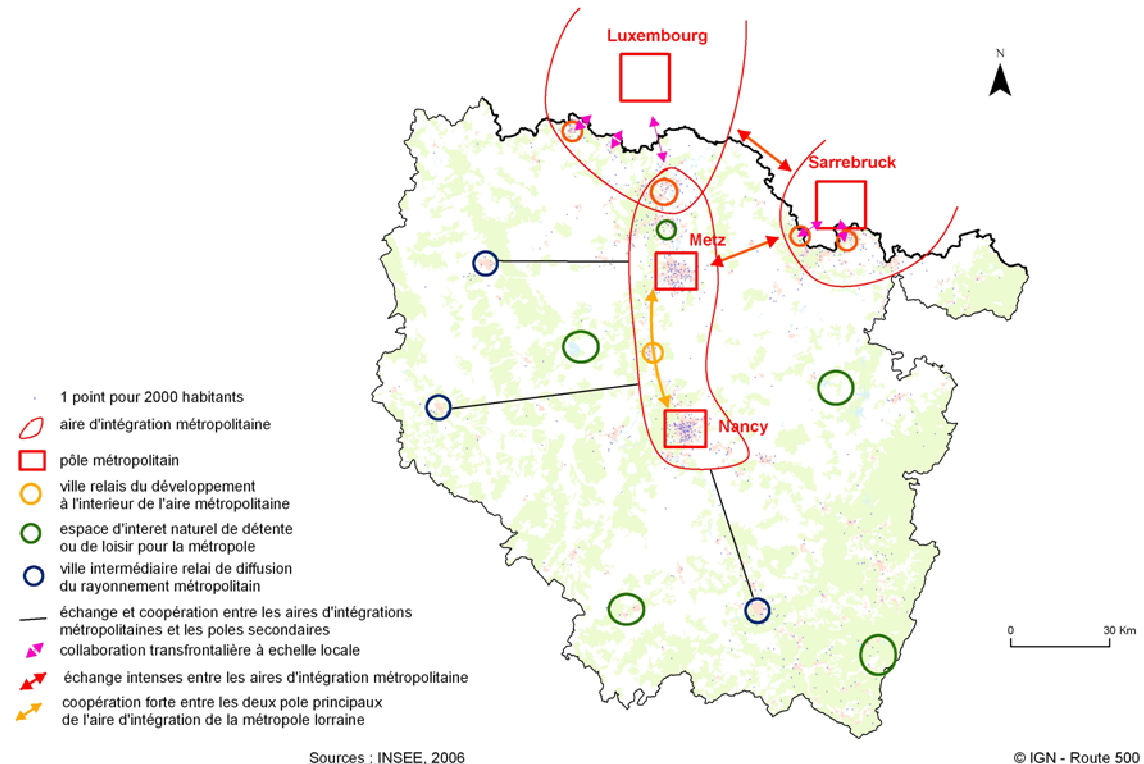 Luxembourg
N
Sarrebruck
Metz
Nancy
1 point pour 2000 habitants
aire d'intégration métropolitaine
pôle métropolitain
ville relais du développement
à l'interieur de l'aire métropolitaine
espace d'interet naturel de détente
ou de loisir pour la métropole
ville intermédiaire relai de diffusion
du rayonnement métropolitain
échange et coopération entre les aires d'intégrations
métropolitaines et les poles secondaires
collaboration transfrontalière à echelle locale
échange intenses entre les aires d'intégration métropolitaine
coopération forte entre les deux pole principaux
de l'aire d'intégration de la métropole lorraine
0 30 Km
Sources : INSEE, 2006
© IGN - Route 500